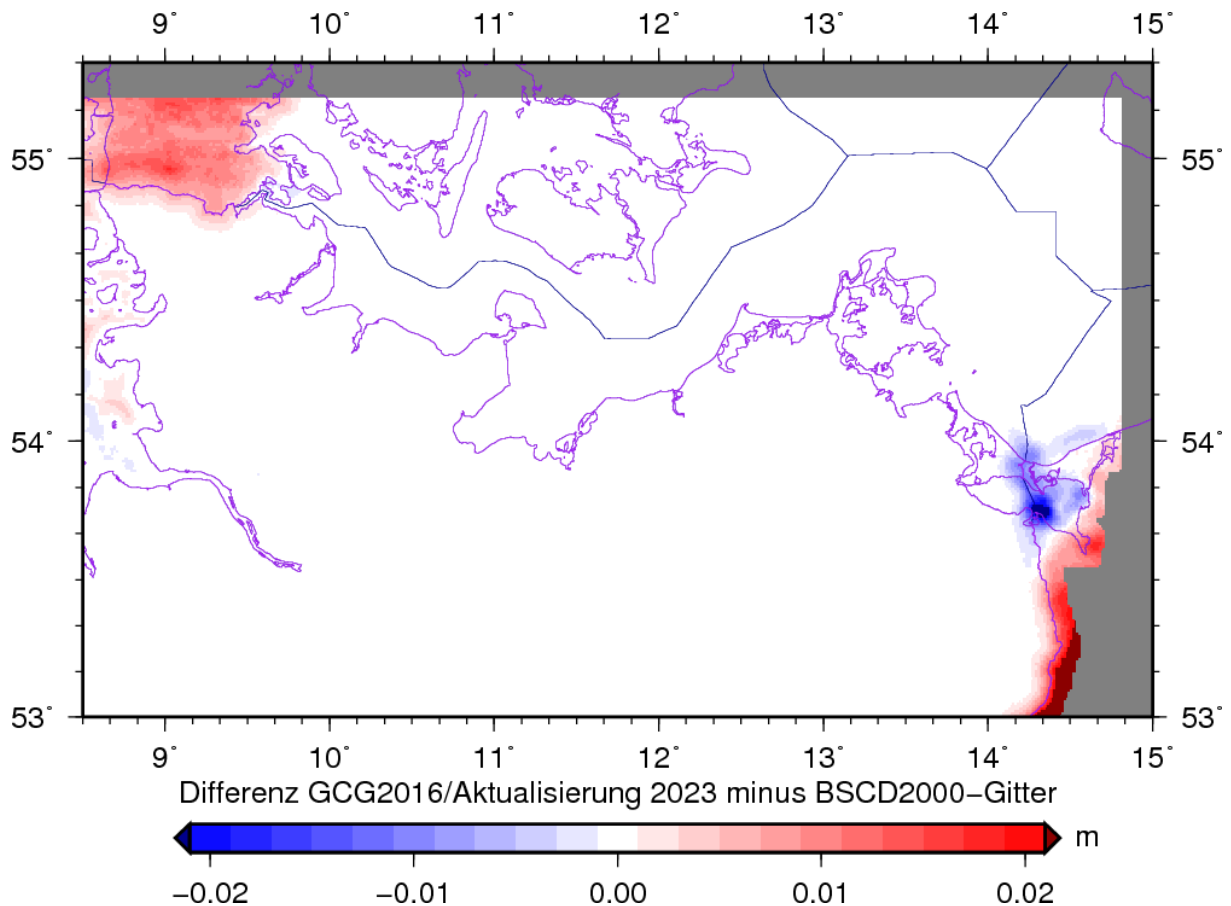 9° 10° 11° 12° 13° 14° 15°
55° 55°
54° 54°
53° 53°
9° 10° 11° 12° 13° 14° 15°
Differenz GCG2016/Aktualisierung 2023 minus BSCD2000−Gitter
m
−0.02 −0.01 0.00 0.01 0.02